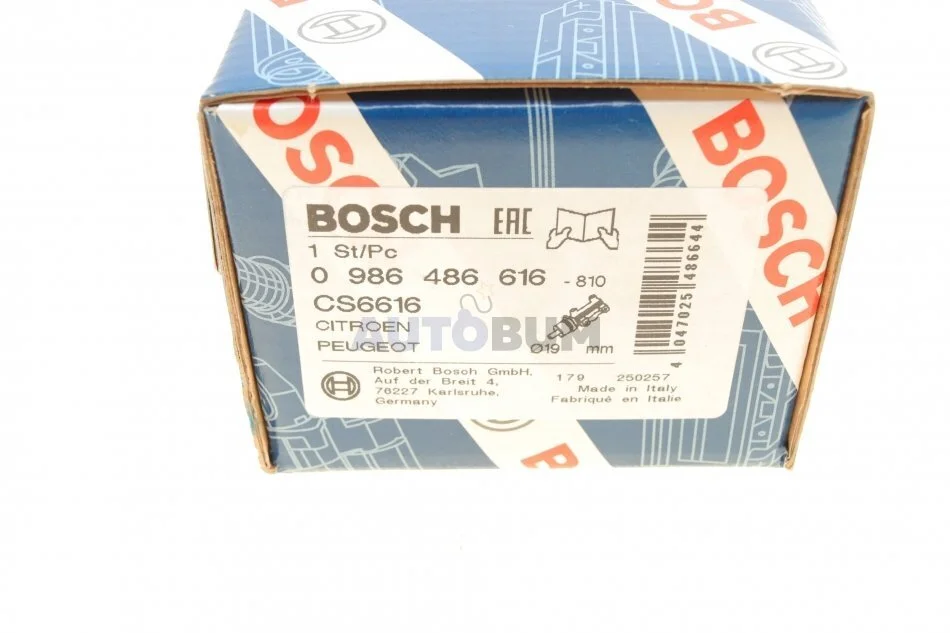 BOSCH
BOSCH
BOSCH EAC
1 St/Pc
0 986 486 616 - 810
CS6616
CITROEN
PEUGEOT
Ø19 mm
AUTOBUM
4 047025 486644
Robert Bosch GmbH,
Auf der Breit 4,
76227 Karlsruhe,
Germany
179 250257
Made in Italy
Fabriqué en Italie